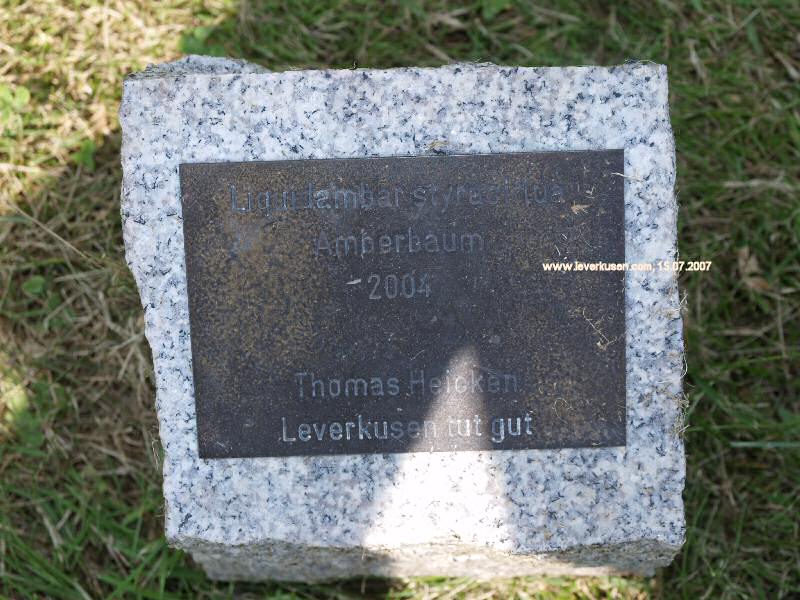 Liquidambar styraciflua
Amberbaum
2004
www.leverkusen.com, 15.07.2007
Thomas Heicken
Leverkusen tut gut